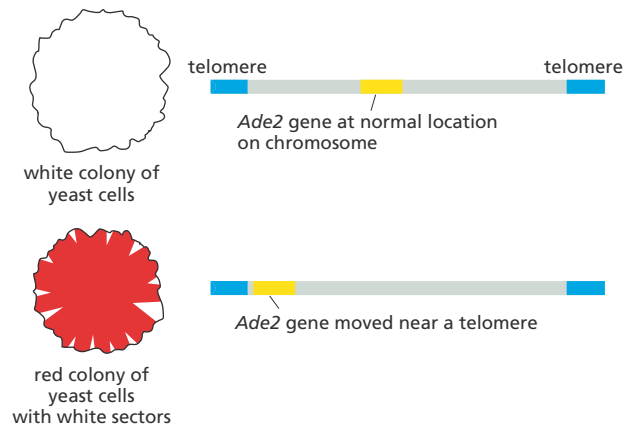 telomere
telomere
Ade2 gene at normal location
on chromosome
white colony of
yeast cells
Ade2 gene moved near a telomere
red colony of
yeast cells
with white sectors